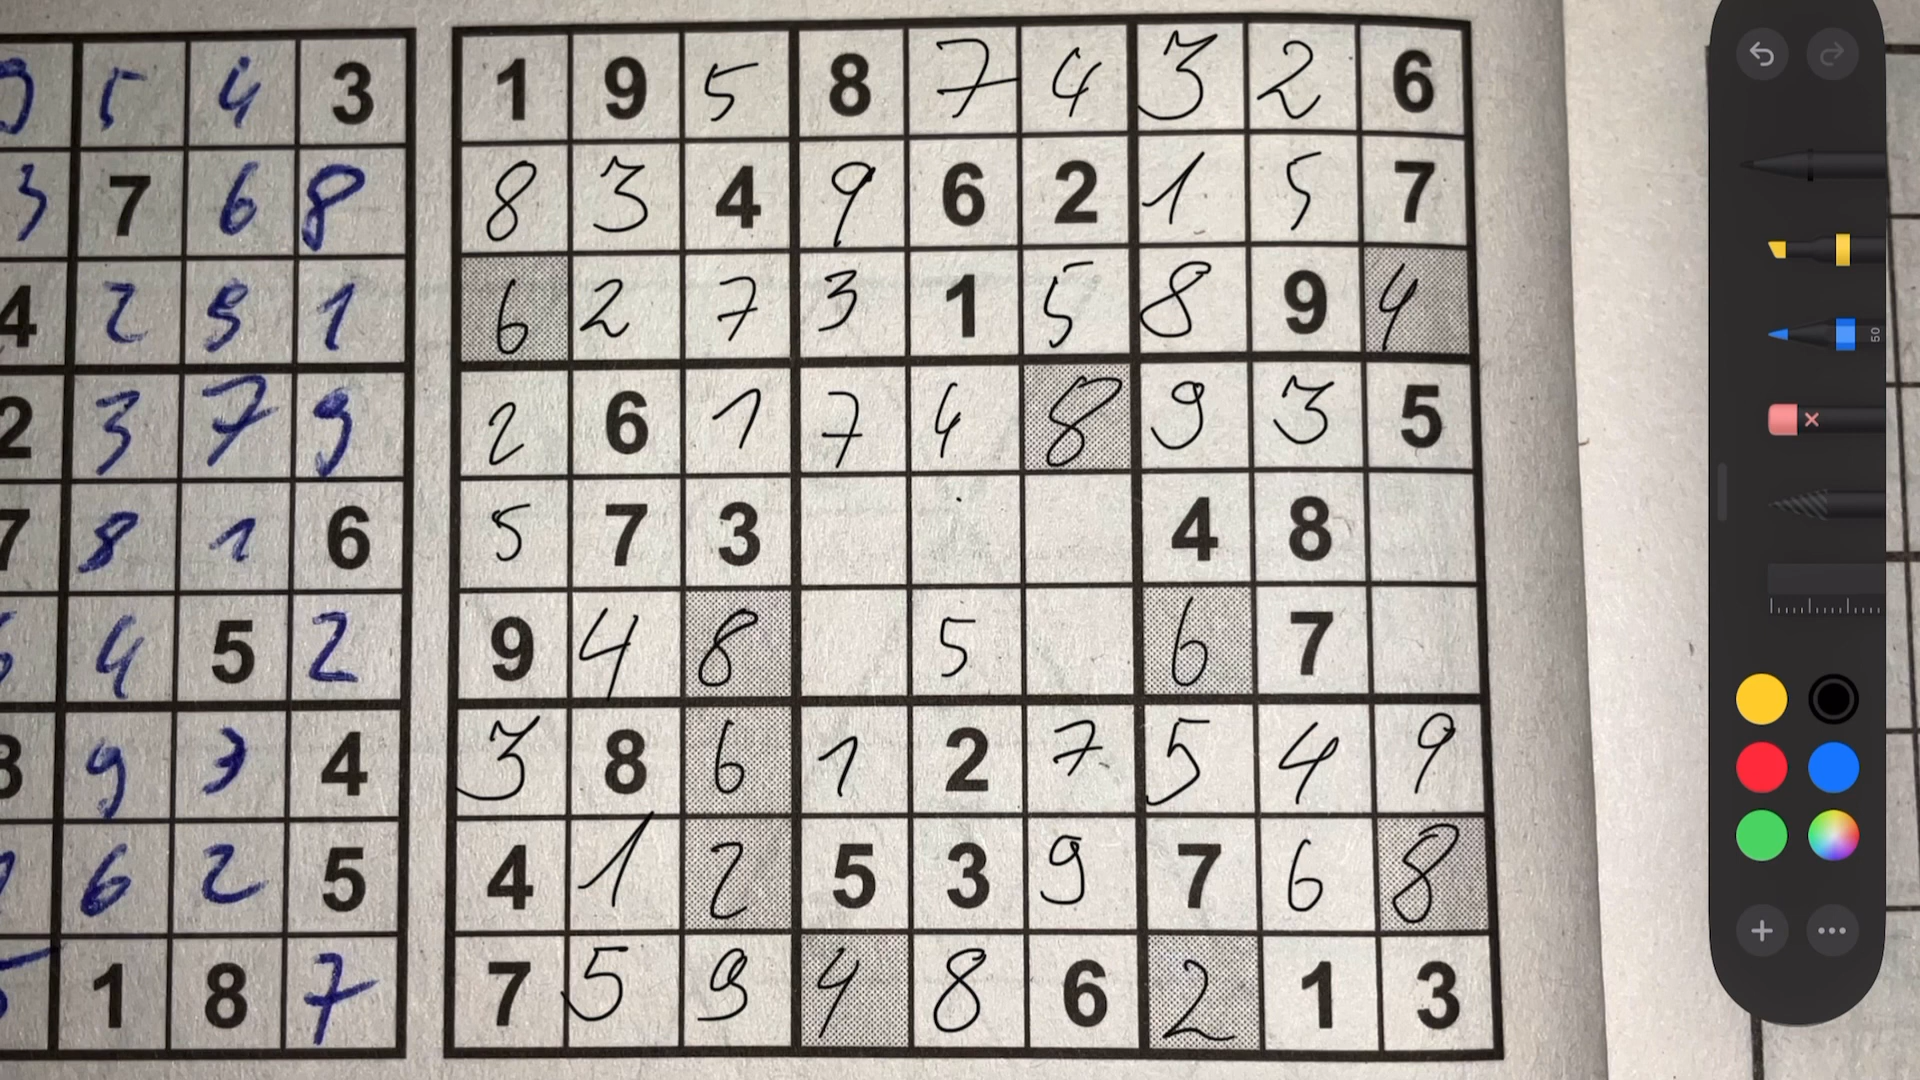 5 4 3 1 9 5 8 7 4 3 2 6
3 7 6 8 8 3 4 9 6 2 1 5 7
4 2 5 1 6 2 7 3 1 5 8 9 4
2 3 7 9 2 6 1 7 4 8 9 3 5
7 8 1 6 5 7 3 4 8
4 5 2 9 4 8 5 6 7
9 3 4 3 8 6 1 2 7 5 4 9
6 2 5 4 1 2 5 3 9 7 6 8
1 8 7 7 5 9 4 8 6 2 1 3
50